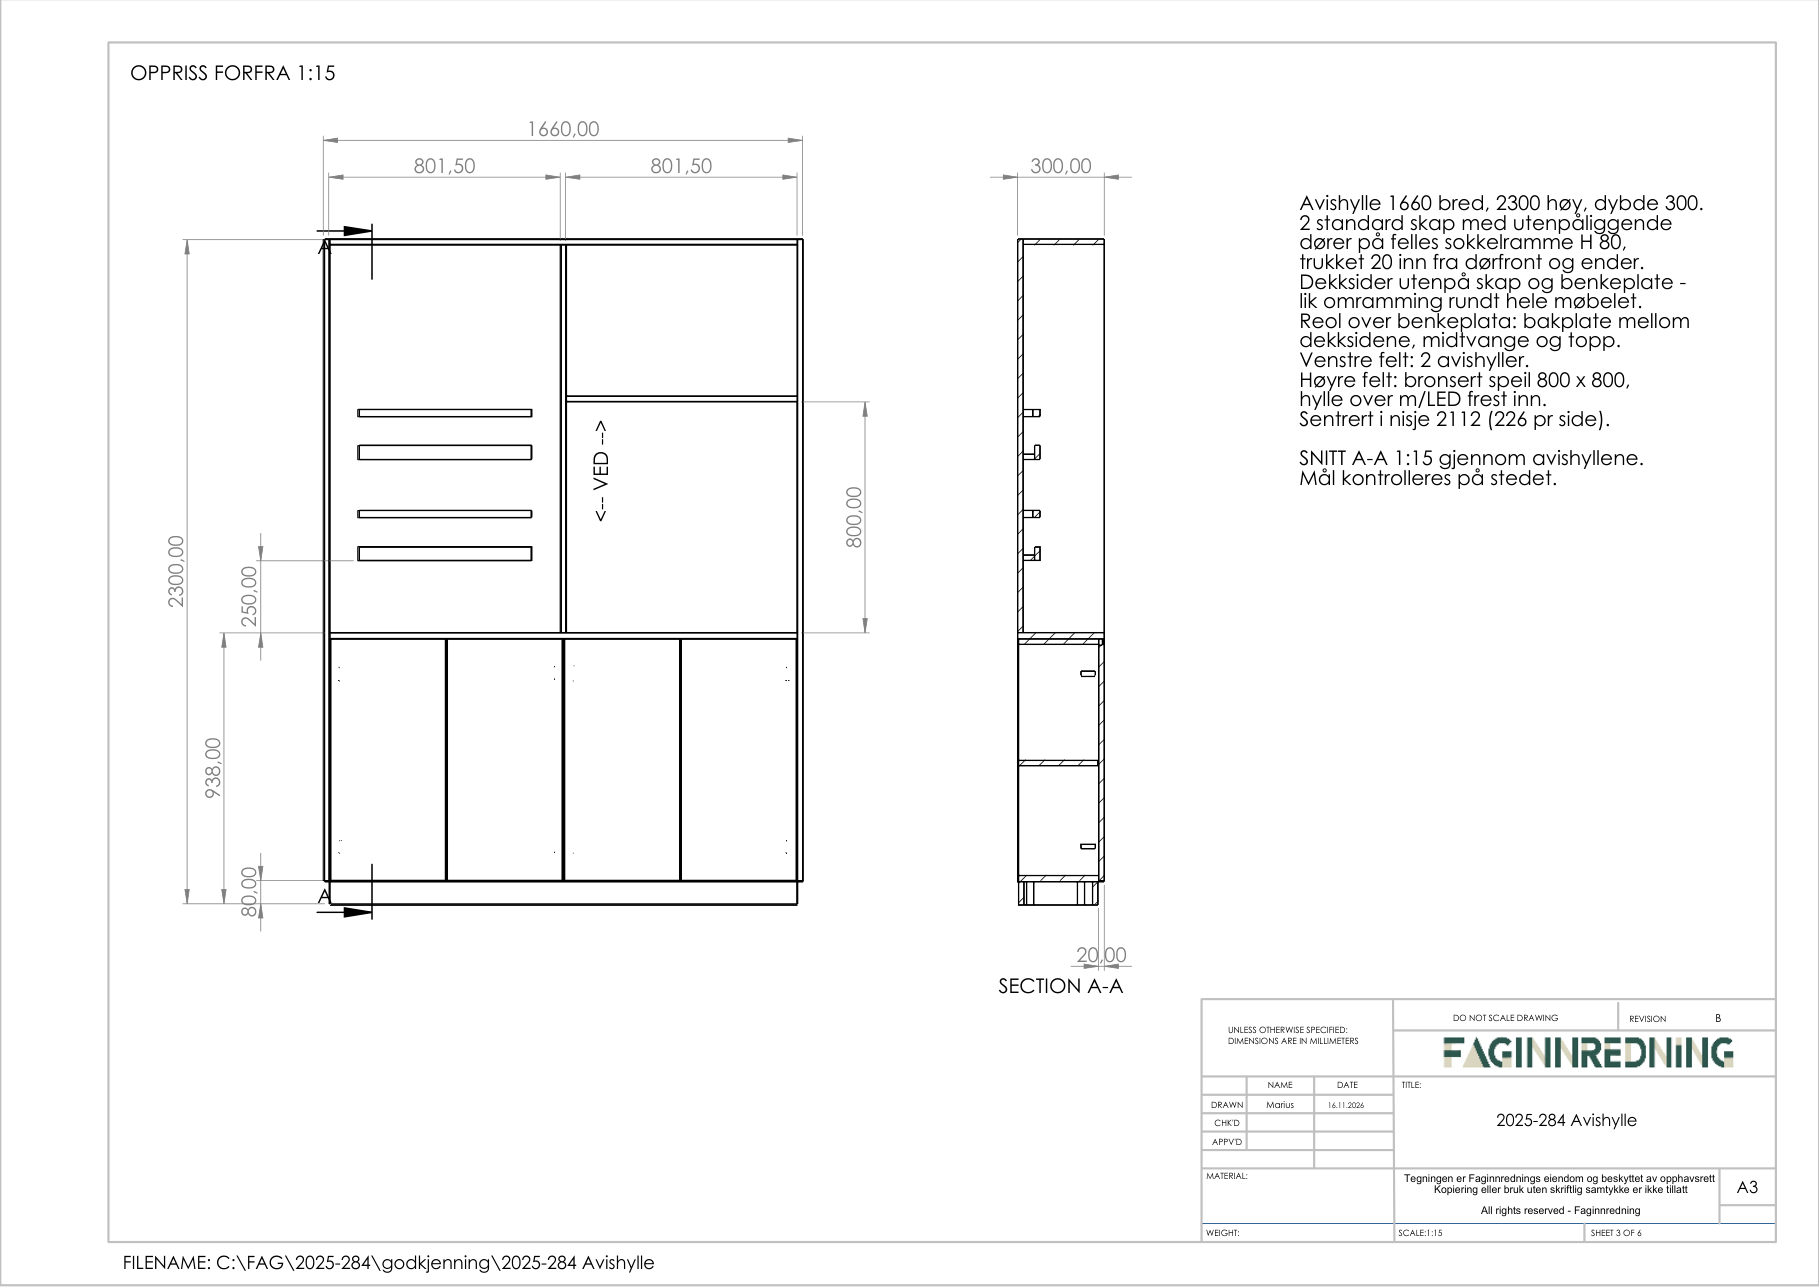 OPPRISS FORFRA 1:15
1660,00
801,50
801,50
300,00
A
Avishylle 1660 bred, 2300 høy, dybde 300.
2 standard skap med utenpåliggende
dører på felles sokkelramme H 80,
trukket 20 inn fra dørfront og ender.
Dekksider utenpå skap og benkeplate -
lik omramming rundt hele møbelet.
Reol over benkeplata: bakplate mellom
dekksidene, midtvange og topp.
Venstre felt: 2 avishyller.
Høyre felt: bronsert speil 800 x 800,
hylle over m/LED frest inn.
Sentrert i nisje 2112 (226 pr side).
SNITT A-A 1:15 gjennom avishyllene.
Mål kontrolleres på stedet.
<-- VED -->
800,00
2300,00
250,00
938,00
80,00
A
20,00
SECTION A-A
UNLESS OTHERWISE SPECIFIED:
DIMENSIONS ARE IN MILLIMETERS
DO NOT SCALE DRAWING
REVISION B
FAGINNREDNING
NAME DATE
TITLE:
DRAWN Marius 16.11.2026
CHK'D
APPV'D
2025-284 Avishylle
MATERIAL:
Tegningen er Faginnrednings eiendom og beskyttet av opphavsrett
Kopiering eller bruk uten skriftlig samtykke er ikke tillatt
All rights reserved - Faginnredning
A3
WEIGHT:
SCALE:1:15
SHEET 3 OF 6
FILENAME: C:\FAG\2025-284\godkjenning\2025-284 Avishylle